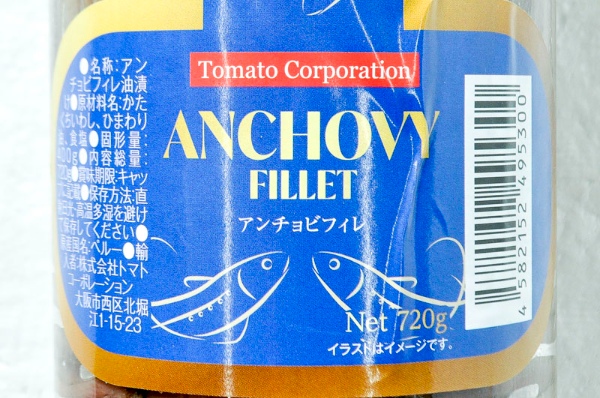 ●名称:アン
チョビフィレ油漬
け●原材料名:かた
くちいわし、ひまわり
油、食塩●固形量:
400g●内容総量:
720g●賞味期限:キャッ
プに記載●保存方法:直
射日光・高温多湿を避け
て保存してください●
原産国名:ペルー●輸
入者:株式会社トマト
コーポレーション
大阪市西区北堀
江1-15-23
Tomato Corporation
ANCHOVY
FILLET
アンチョビフィレ
Net 720g
イラストはイメージです。
4 582152 495300